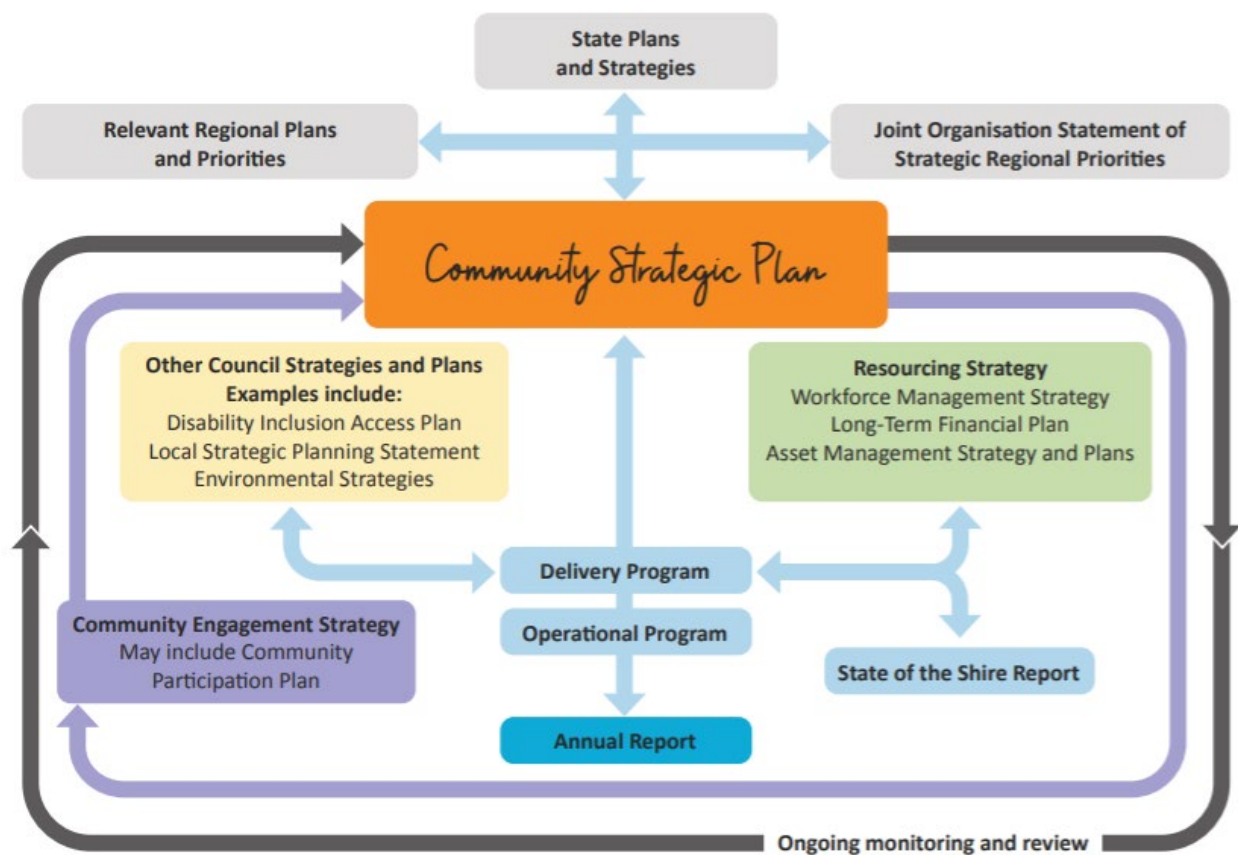 State Plans
and Strategies
Relevant Regional Plans
and Priorities
Joint Organisation Statement of
Strategic Regional Priorities
Community Strategic Plan
Other Council Strategies and Plans
Examples include:
Disability Inclusion Access Plan
Local Strategic Planning Statement
Environmental Strategies
Resourcing Strategy
Workforce Management Strategy
Long-Term Financial Plan
Asset Management Strategy and Plans
Delivery Program
Operational Program
Community Engagement Strategy
May include Community
Participation Plan
State of the Shire Report
Annual Report
Ongoing monitoring and review